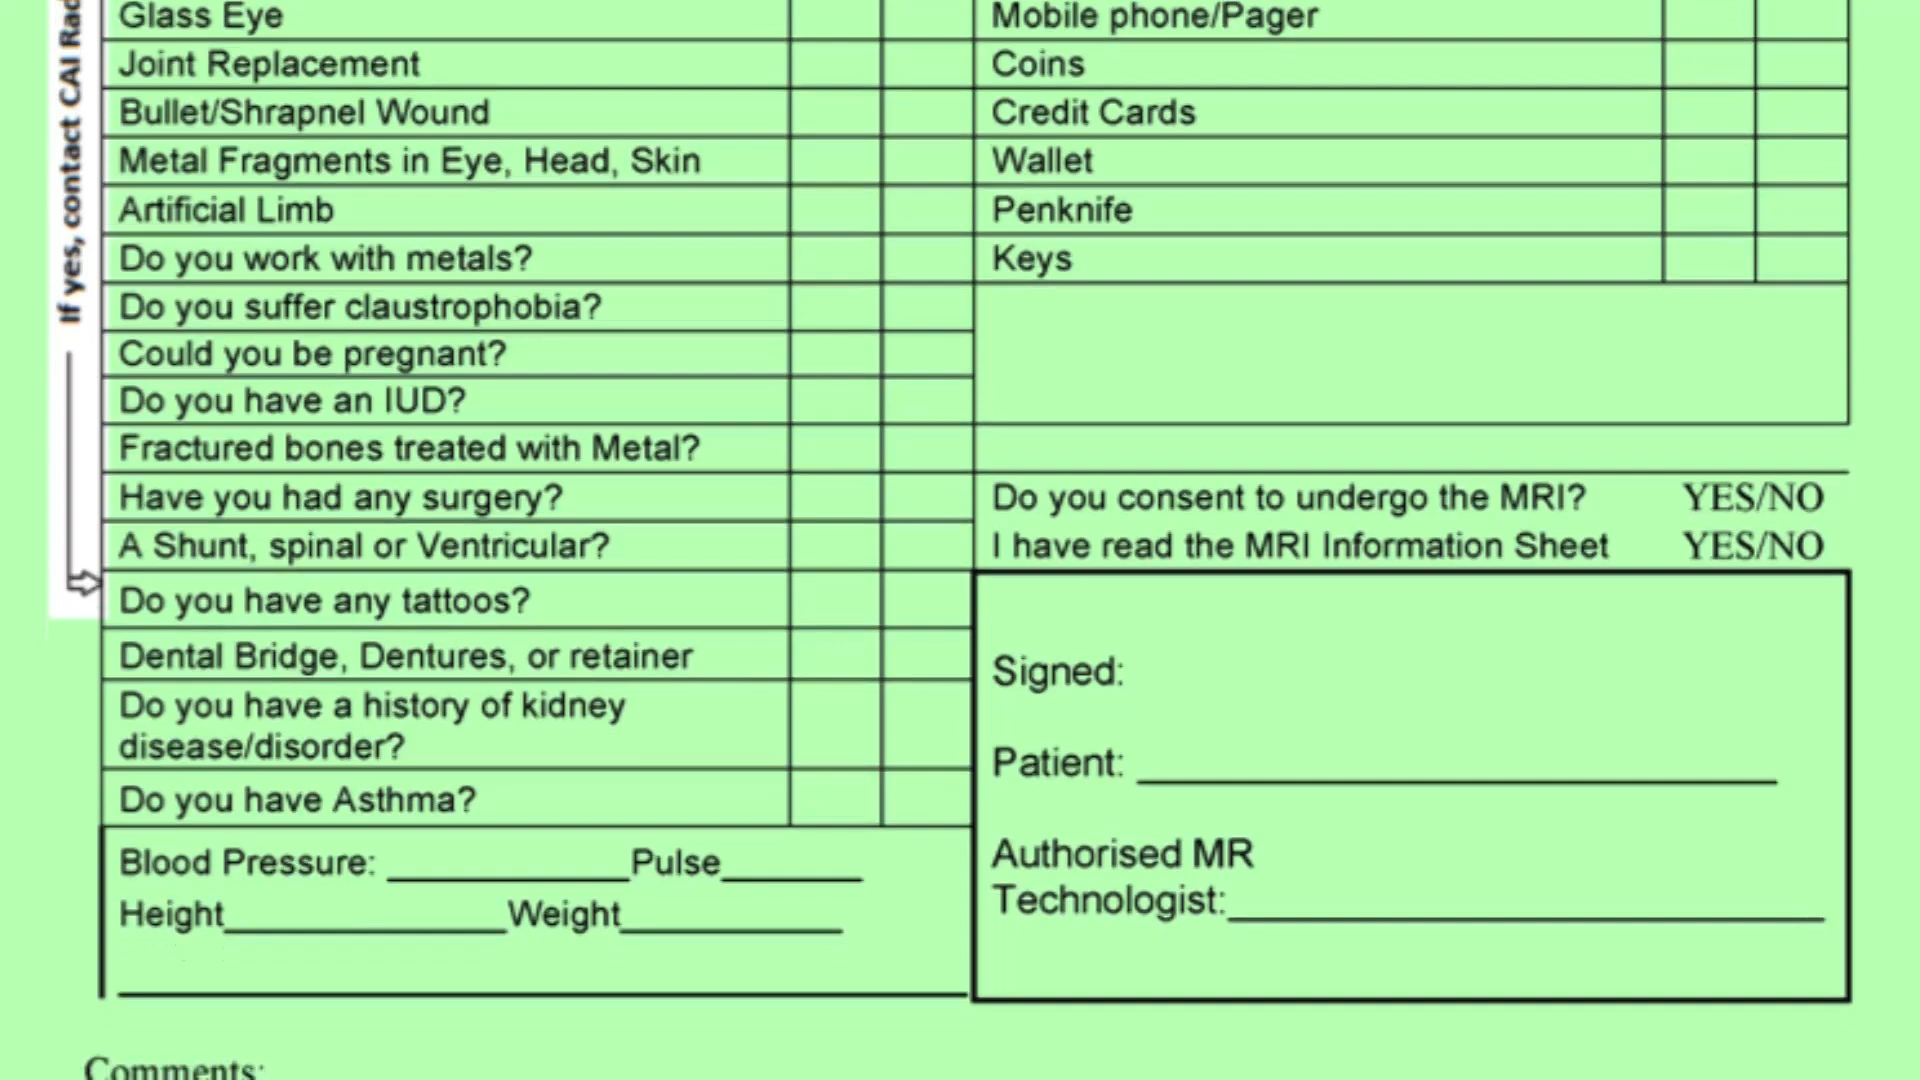 If yes, contact CAI Rad
Glass Eye
Joint Replacement
Bullet/Shrapnel Wound
Metal Fragments in Eye, Head, Skin
Artificial Limb
Do you work with metals?
Do you suffer claustrophobia?
Could you be pregnant?
Do you have an IUD?
Fractured bones treated with Metal?
Have you had any surgery?
A Shunt, spinal or Ventricular?
Do you have any tattoos?
Dental Bridge, Dentures, or retainer
Do you have a history of kidney
disease/disorder?
Do you have Asthma?
Blood Pressure: ____________Pulse_______
Height______________Weight___________
Mobile phone/Pager
Coins
Credit Cards
Wallet
Penknife
Keys
Do you consent to undergo the MRI? YES/NO
I have read the MRI Information Sheet YES/NO
Signed:
Patient: ______________________________
Authorised MR
Technologist:____________________________
Comments: